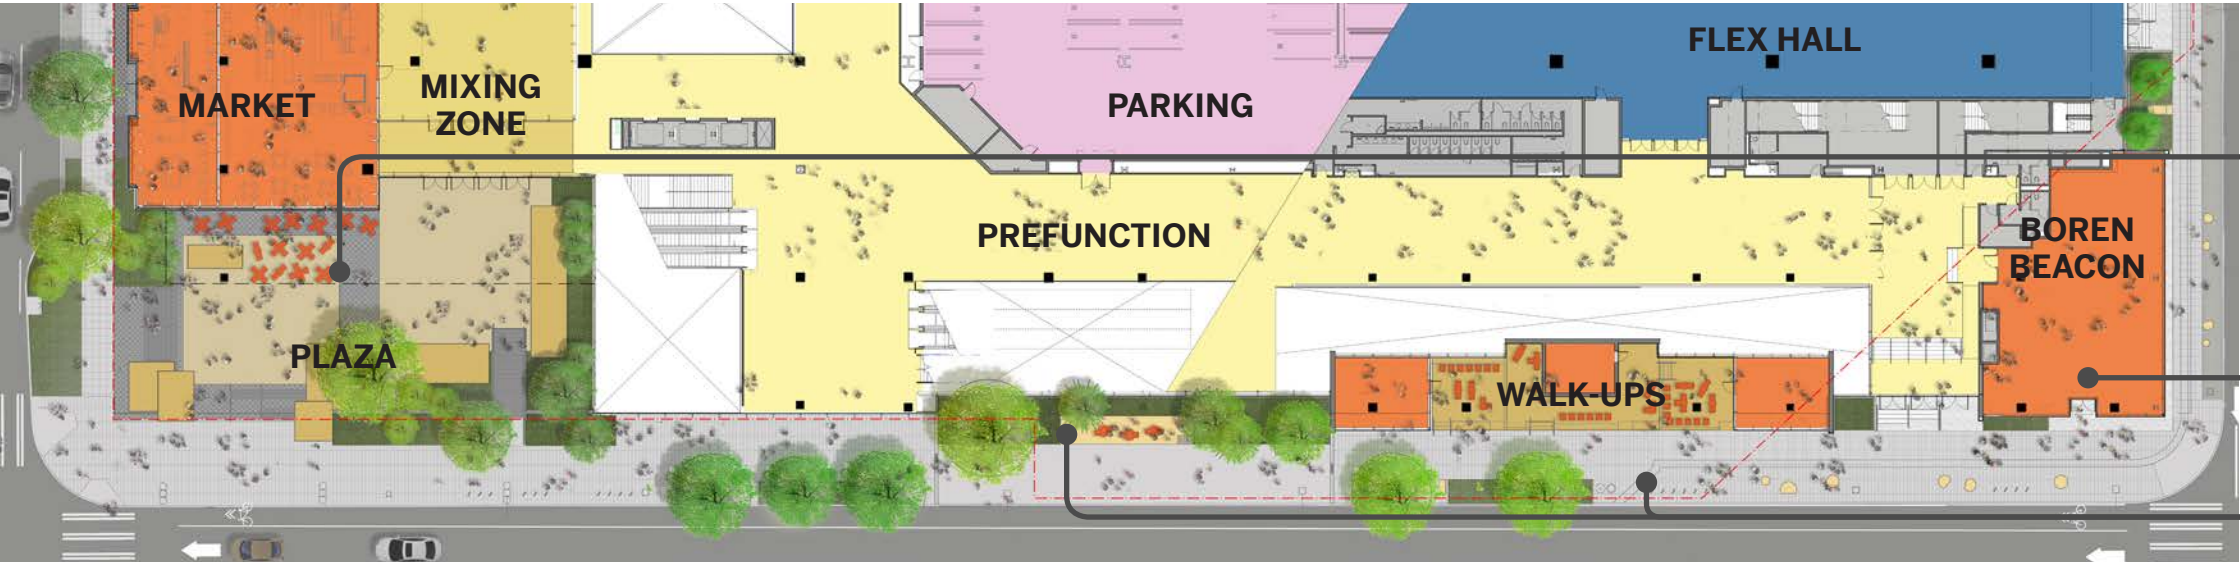 FLEX HALL
MARKET
MIXING
ZONE
PARKING
PREFUNCTION
BOREN
BEACON
PLAZA
WALK-UPS